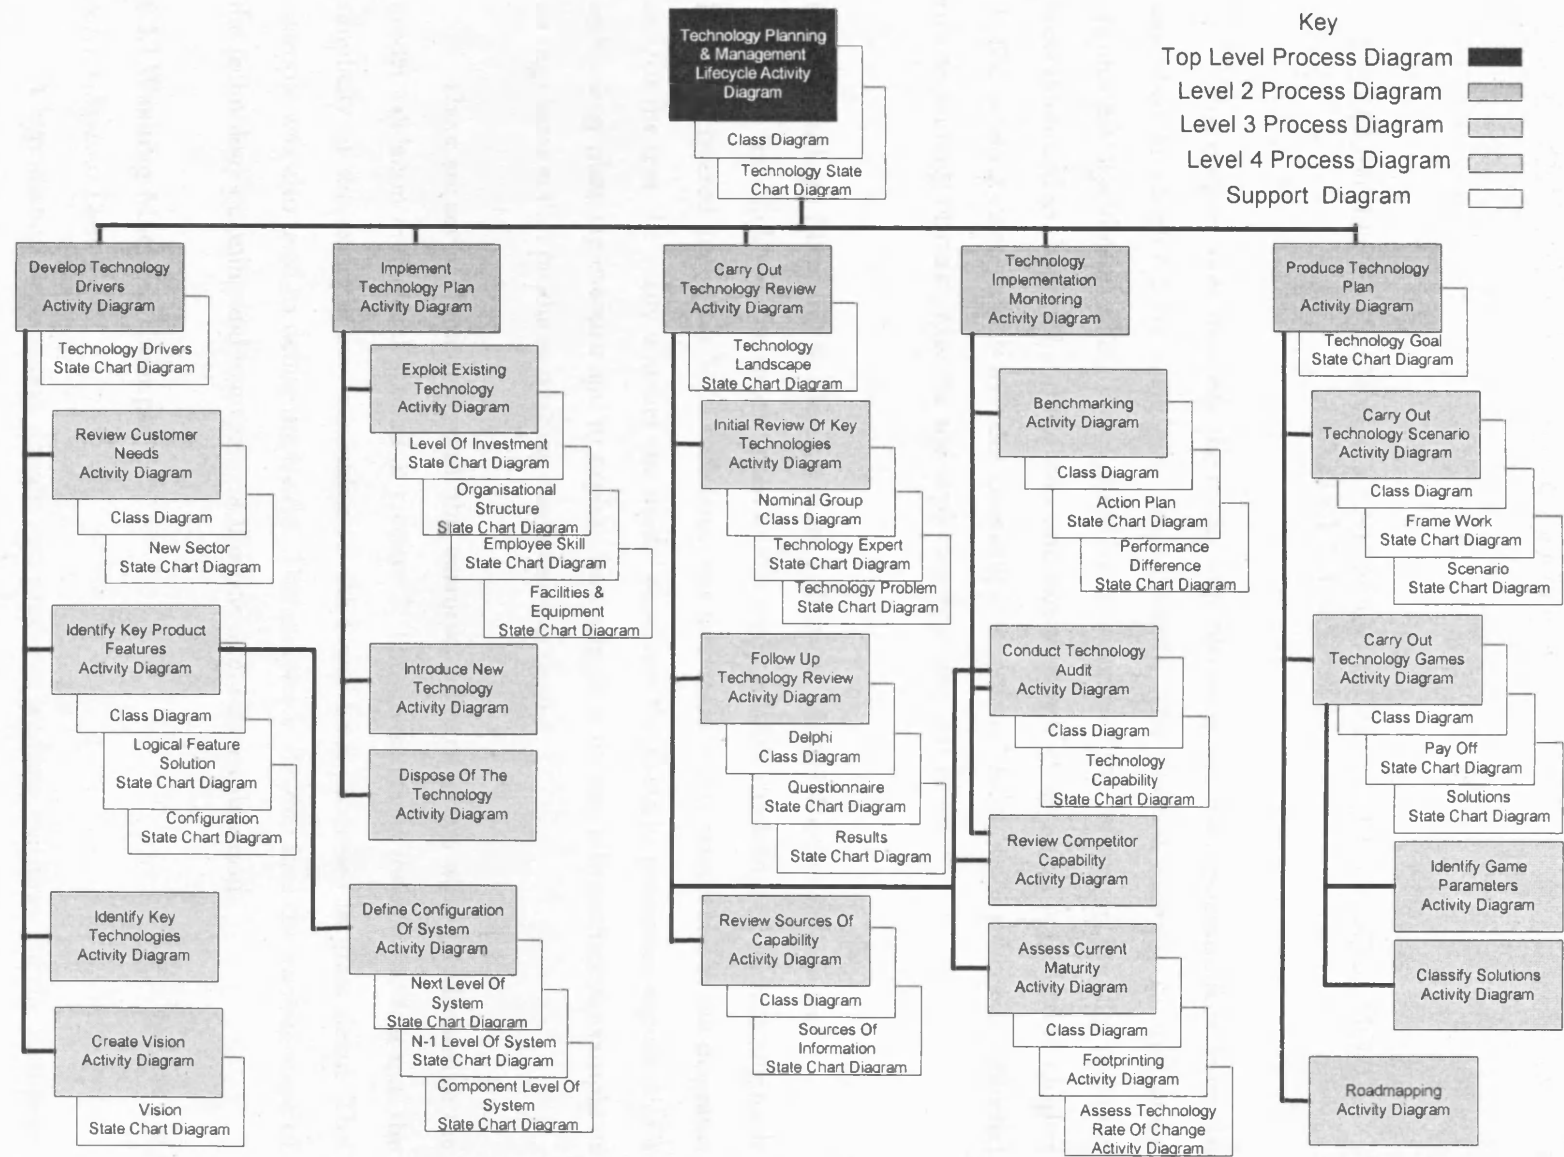 Technology Planning
& Management
Lifecycle Activity
Diagram
Class Diagram
Technology State
Chart Diagram
Key
Top Level Process Diagram
Level 2 Process Diagram
Level 3 Process Diagram
Level 4 Process Diagram
Support Diagram
Develop Technology
Drivers
Activity Diagram
Technology Drivers
State Chart Diagram
Review Customer
Needs
Activity Diagram
Class Diagram
New Sector
State Chart Diagram
Identify Key Product
Features
Activity Diagram
Class Diagram
Logical Feature
Solution
State Chart Diagram
Configuration
State Chart Diagram
Identify Key
Technologies
Activity Diagram
Create Vision
Activity Diagram
Vision
State Chart Diagram
Implement
Technology Plan
Activity Diagram
Exploit Existing
Technology
Activity Diagram
Level Of Investment
State Chart Diagram
Organisational
Structure
State Chart Diagram
Employee Skill
State Chart Diagram
Facilities &
Equipment
State Chart Diagram
Introduce New
Technology
Activity Diagram
Dispose Of The
Technology
Activity Diagram
Define Configuration
Of System
Activity Diagram
Next Level Of
System
State Chart Diagram
N-1 Level Of System
State Chart Diagram
Component Level Of
System
State Chart Diagram
Carry Out
Technology Review
Activity Diagram
Technology
Landscape
State Chart Diagram
Initial Review Of Key
Technologies
Activity Diagram
Nominal Group
Class Diagram
Technology Expert
State Chart Diagram
Technology Problem
State Chart Diagram
Follow Up
Technology Review
Activity Diagram
Delphi
Class Diagram
Questionnaire
State Chart Diagram
Results
State Chart Diagram
Review Sources Of
Capability
Activity Diagram
Class Diagram
Sources Of
Information
State Chart Diagram
Technology
Implementation
Monitoring
Activity Diagram
Benchmarking
Activity Diagram
Class Diagram
Action Plan
State Chart Diagram
Performance
Difference
State Chart Diagram
Conduct Technology
Audit
Activity Diagram
Class Diagram
Technology
Capability
State Chart Diagram
Review Competitor
Capability
Activity Diagram
Assess Current
Maturity
Activity Diagram
Class Diagram
Footprinting
Activity Diagram
Assess Technology
Rate Of Change
Activity Diagram
Produce Technology
Plan
Activity Diagram
Technology Goal
State Chart Diagram
Carry Out
Technology Scenario
Activity Diagram
Class Diagram
Frame Work
State Chart Diagram
Scenario
State Chart Diagram
Carry Out
Technology Games
Activity Diagram
Class Diagram
Pay Off
State Chart Diagram
Solutions
State Chart Diagram
Identify Game
Parameters
Activity Diagram
Classify Solutions
Activity Diagram
Roadmapping
Activity Diagram